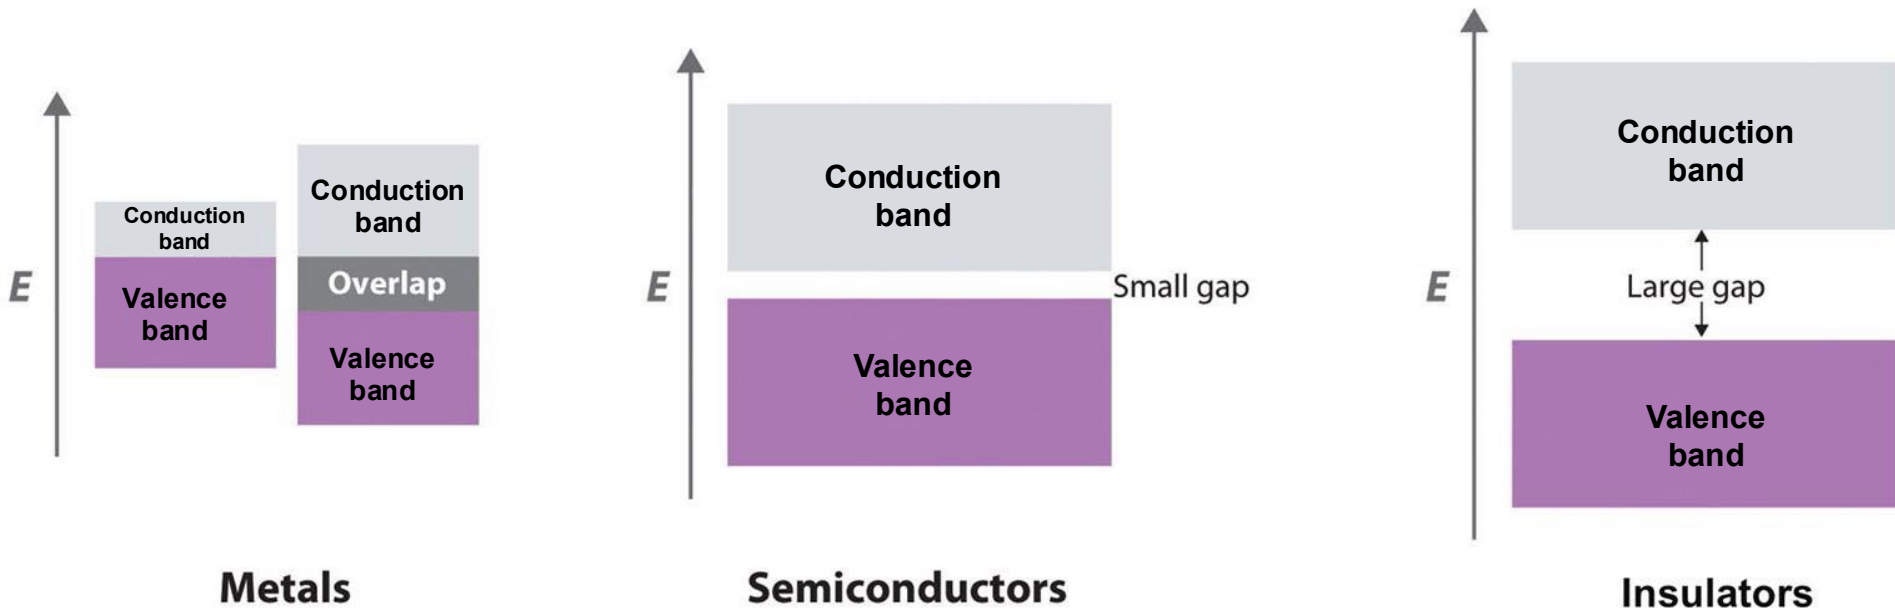 E
Conduction
band
Valence
band
Conduction
band
Overlap
Valence
band
Metals
E
Conduction
band
Small gap
Valence
band
Semiconductors
E
Conduction
band
Large gap
Valence
band
Insulators